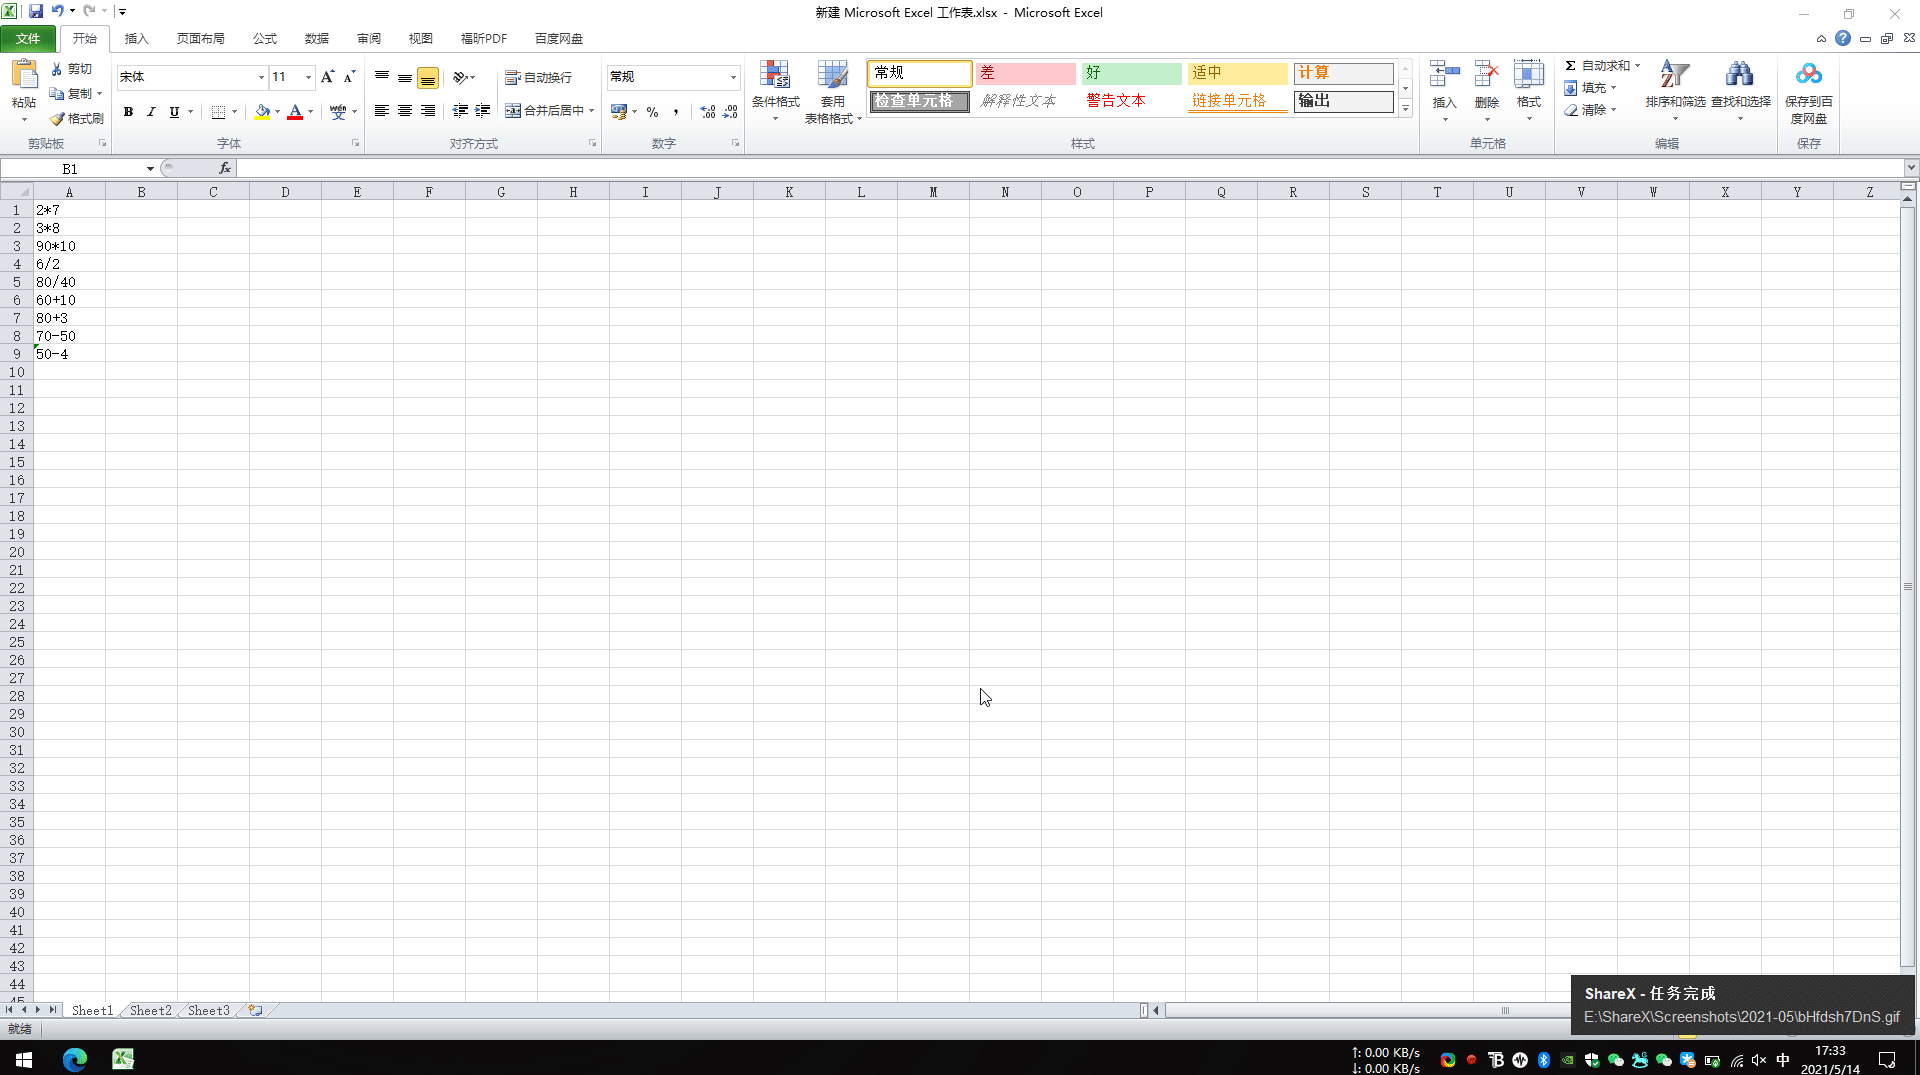 新建 Microsoft Excel 工作表.xlsx - Microsoft Excel
文件 开始 插入 页面布局 公式 数据 审阅 视图 福昕PDF 百度网盘
粘贴 剪切 复制 格式刷 剪贴板
宋体 11
B I U wén 字体
自动换行
合并后居中
对齐方式
常规
% , .00 数字
条件格式 套用表格格式
常规 差 好 适中 计算
检查单元格 解释性文本 警告文本 链接单元格 输出
样式
插入 删除 格式
单元格
Σ 自动求和
填充
清除
排序和筛选 查找和选择
编辑
保存到百度网盘
保存
B1 fx
A B C D E F G H I J K L M N O P Q R S T U V W X Y Z
1 2*7
2 3*8
3 90*10
4 6/2
5 80/40
6 60+10
7 80+3
8 70-50
9 50-4
10
11
12
13
14
15
16
17
18
19
20
21
22
23
24
25
26
27
28
29
30
31
32
33
34
35
36
37
38
39
40
41
42
43
44
45
Sheet1 Sheet2 Sheet3
就绪
ShareX - 任务完成
E:\ShareX\Screenshots\2021-05\bHfdsh7DnS.gif
↑: 0.00 KB/s
↓: 0.00 KB/s
中
17:33
2021/5/14